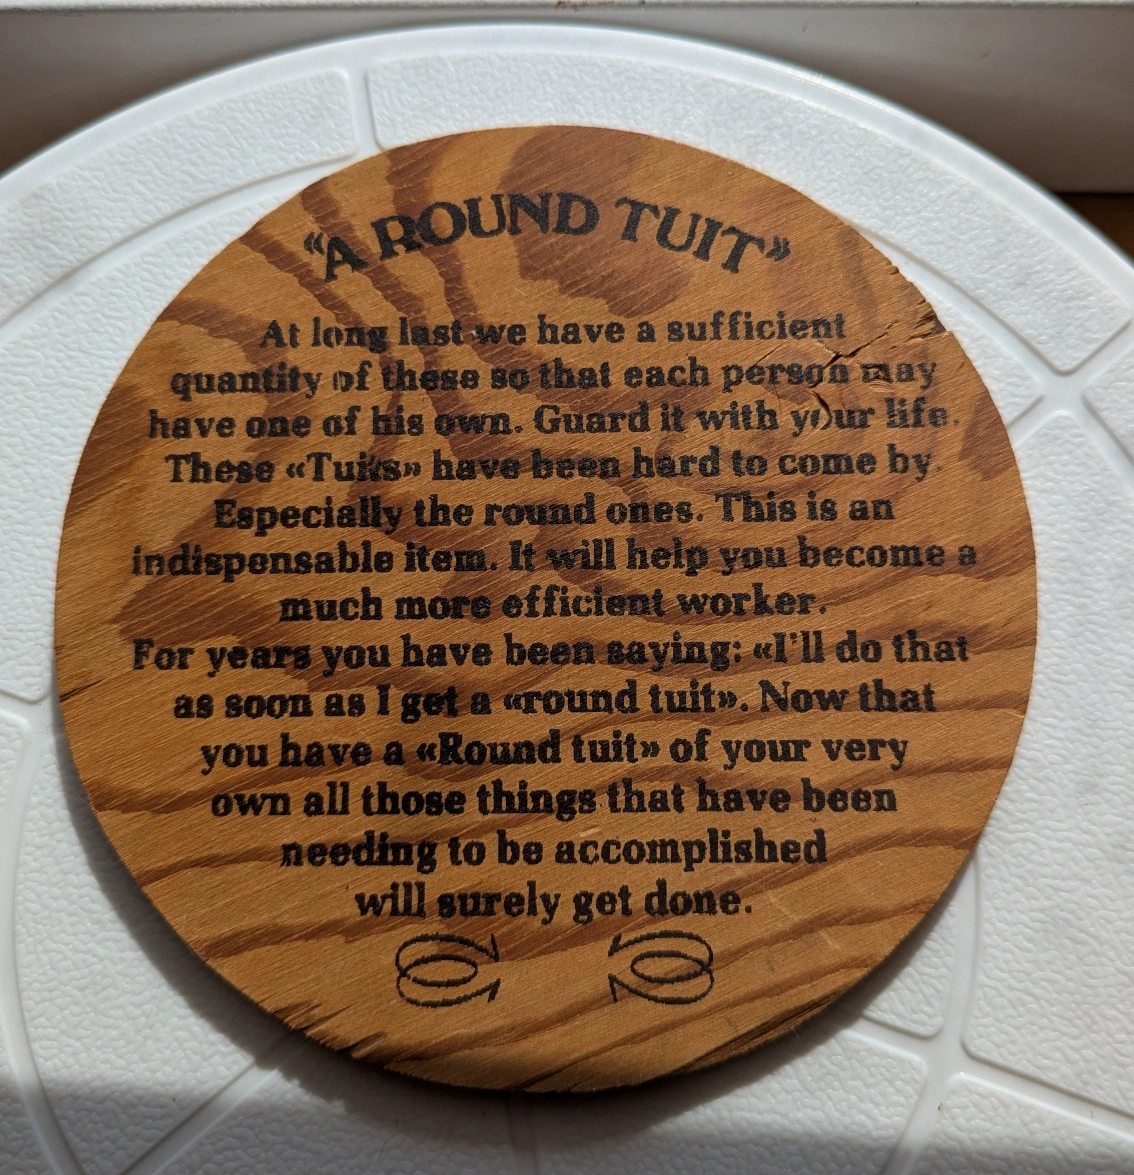 “A ROUND TUIT”
At long last we have a sufficient
quantity of these so that each person may
have one of his own. Guard it with your life.
These «Tuits» have been hard to come by.
Especially the round ones. This is an
indispensable item. It will help you become a
much more efficient worker.
For years you have been saying: «I'll do that
as soon as I get a «round tuit». Now that
you have a «Round tuit» of your very
own all those things that have been
needing to be accomplished
will surely get done.